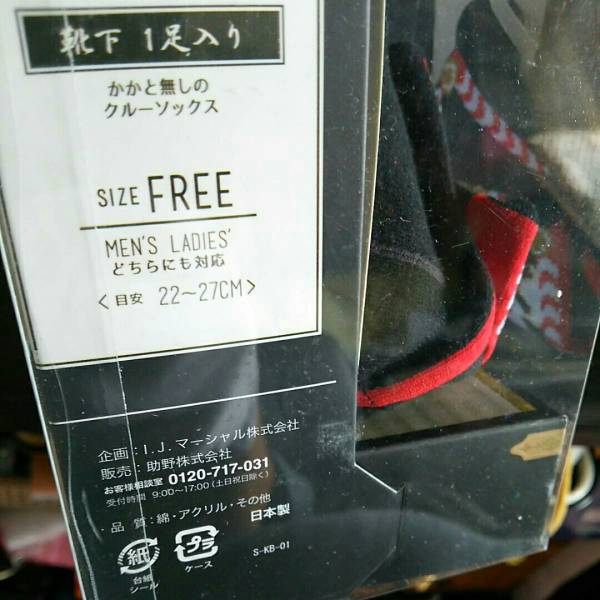 靴下 1足入り
かかと無しの
クルーソックス
SIZE FREE
MEN'S LADIES'
どちらにも対応
<目安 22〜27CM>
企画：I.J.マーシャル株式会社
販売：助野株式会社
お客様相談室 0120-717-031
受付時間 9:00〜17:00(土日祝日除く)
品質：綿・アクリル・その他
日本製
紙
台紙
シール
プラ
ケース
S-KB-01